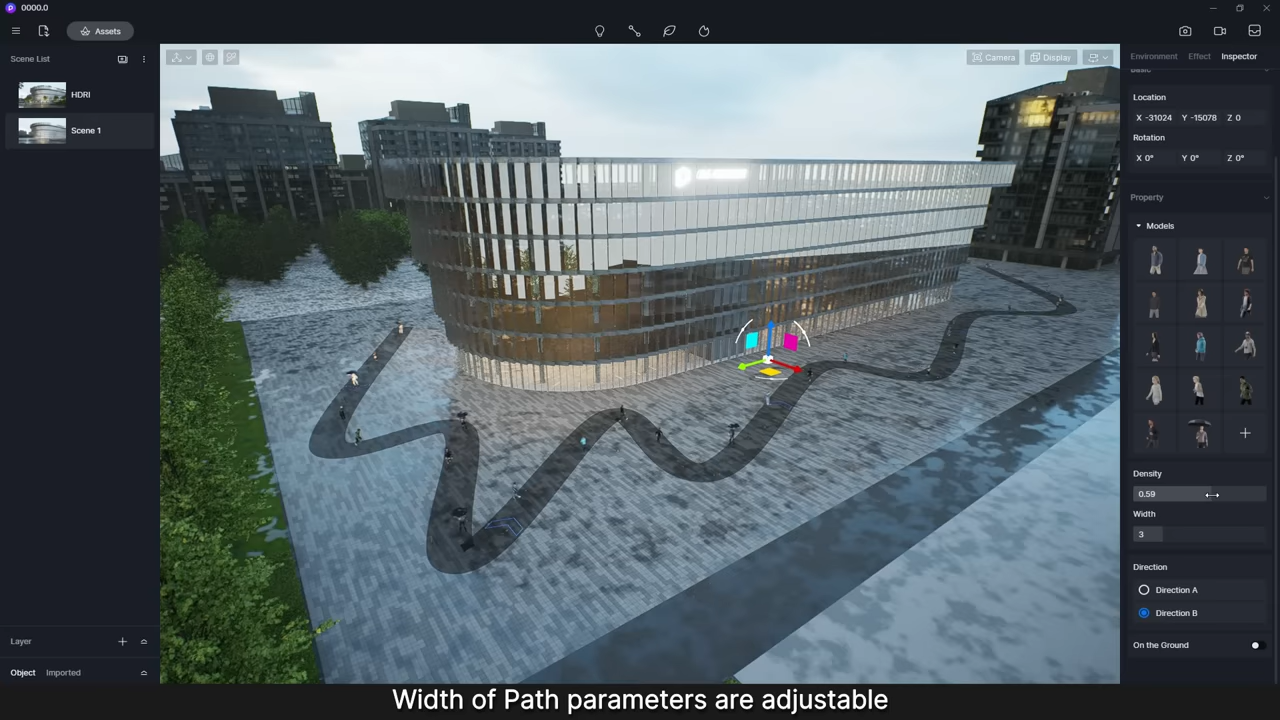 0000.0
Assets
Scene List
HDRI
Scene 1
Layer
Object Imported
Camera
Display
Environment Effect Inspector
Basic
Location
X -31024 Y -15078 Z 0
Rotation
X 0° Y 0° Z 0°
Property
Models
Density
0.59
Width
3
Direction
Direction A
Direction B
On the Ground
Width of Path parameters are adjustable